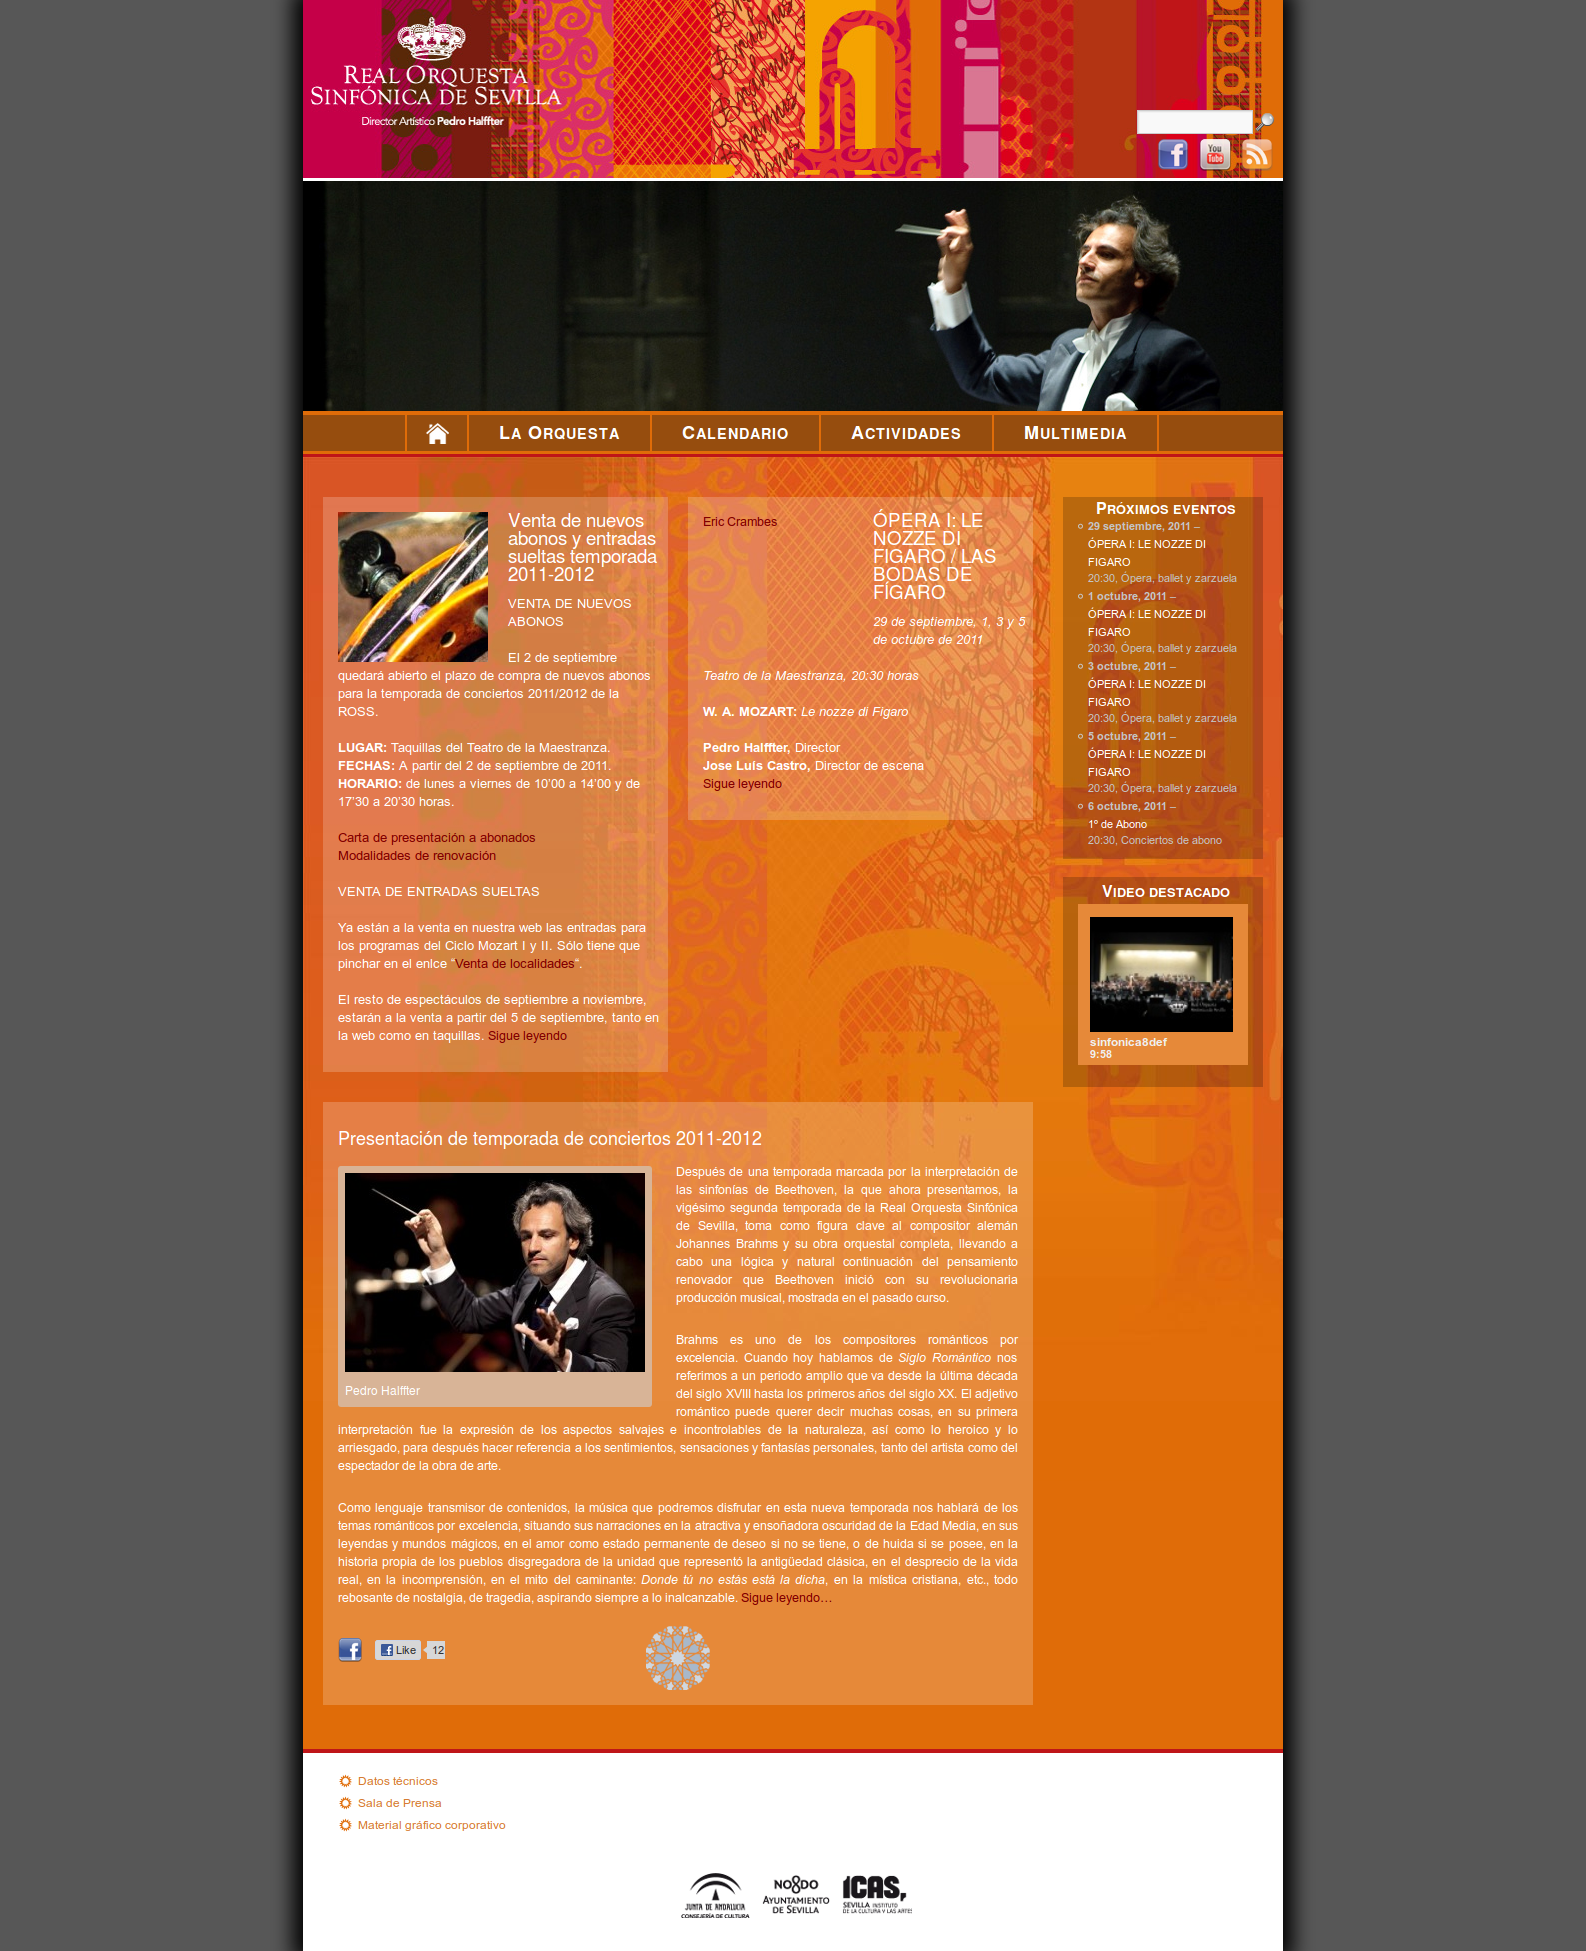 REAL ORQUESTA
SINFÓNICA DE SEVILLA
Director Artístico Pedro Halffter
You
Tube
LA ORQUESTA
CALENDARIO
ACTIVIDADES
MULTIMEDIA
Venta de nuevos
abonos y entradas
sueltas temporada
2011-2012
VENTA DE NUEVOS
ABONOS
El 2 de septiembre
quedará abierto el plazo de compra de nuevos abonos
para la temporada de conciertos 2011/2012 de la
ROSS.
LUGAR: Taquillas del Teatro de la Maestranza.
FECHAS: A partir del 2 de septiembre de 2011.
HORARIO: de lunes a viernes de 10’00 a 14’00 y de
17’30 a 20’30 horas.
Carta de presentación a abonados
Modalidades de renovación
VENTA DE ENTRADAS SUELTAS
Ya están a la venta en nuestra web las entradas para
los programas del Ciclo Mozart I y II. Sólo tiene que
pinchar en el enlce “Venta de localidades“.
El resto de espectáculos de septiembre a noviembre,
estarán a la venta a partir del 5 de septiembre, tanto en
la web como en taquillas. Sigue leyendo
Eric Crambes
ÓPERA I: LE
NOZZE DI
FIGARO / LAS
BODAS DE
FÍGARO
29 de septiembre, 1, 3 y 5
de octubre de 2011
Teatro de la Maestranza, 20:30 horas
W. A. MOZART: Le nozze di Figaro
Pedro Halffter, Director
Jose Luis Castro, Director de escena
Sigue leyendo
PRÓXIMOS EVENTOS
29 septiembre, 2011 –
ÓPERA I: LE NOZZE DI
FIGARO
20:30, Ópera, ballet y zarzuela
1 octubre, 2011 –
ÓPERA I: LE NOZZE DI
FIGARO
20:30, Ópera, ballet y zarzuela
3 octubre, 2011 –
ÓPERA I: LE NOZZE DI
FIGARO
20:30, Ópera, ballet y zarzuela
5 octubre, 2011 –
ÓPERA I: LE NOZZE DI
FIGARO
20:30, Ópera, ballet y zarzuela
6 octubre, 2011 –
1º de Abono
20:30, Conciertos de abono
VIDEO DESTACADO
sinfonica8def
9:58
Presentación de temporada de conciertos 2011-2012
Pedro Halffter
Después de una temporada marcada por la interpretación de
las sinfonías de Beethoven, la que ahora presentamos, la
vigésimo segunda temporada de la Real Orquesta Sinfónica
de Sevilla, toma como figura clave al compositor alemán
Johannes Brahms y su obra orquestal completa, llevando a
cabo una lógica y natural continuación del pensamiento
renovador que Beethoven inició con su revolucionaria
producción musical, mostrada en el pasado curso.
Brahms es uno de los compositores románticos por
excelencia. Cuando hoy hablamos de Siglo Romántico nos
referimos a un periodo amplio que va desde la última década
del siglo XVIII hasta los primeros años del siglo XX. El adjetivo
romántico puede querer decir muchas cosas, en su primera
interpretación fue la expresión de los aspectos salvajes e incontrolables de la naturaleza, así como lo heroico y lo
arriesgado, para después hacer referencia a los sentimientos, sensaciones y fantasías personales, tanto del artista como del
espectador de la obra de arte.
Como lenguaje transmisor de contenidos, la música que podremos disfrutar en esta nueva temporada nos hablará de los
temas románticos por excelencia, situando sus narraciones en la atractiva y ensoñadora oscuridad de la Edad Media, en sus
leyendas y mundos mágicos, en el amor como estado permanente de deseo si no se tiene, o de huida si se posee, en la
historia propia de los pueblos disgregadora de la unidad que representó la antigüedad clásica, en el desprecio de la vida
real, en la incomprensión, en el mito del caminante: Donde tú no estás está la dicha, en la mística cristiana, etc., todo
rebosante de nostalgia, de tragedia, aspirando siempre a lo inalcanzable. Sigue leyendo…
Like
12
Datos técnicos
Sala de Prensa
Material gráfico corporativo
JUNTA DE ANDALUCIA
CONSEJERÍA DE CULTURA
NO8DO
AYUNTAMIENTO
DE SEVILLA
ICAS,
SEVILLA INSTITUTO
DE LA CULTURA Y LAS ARTES